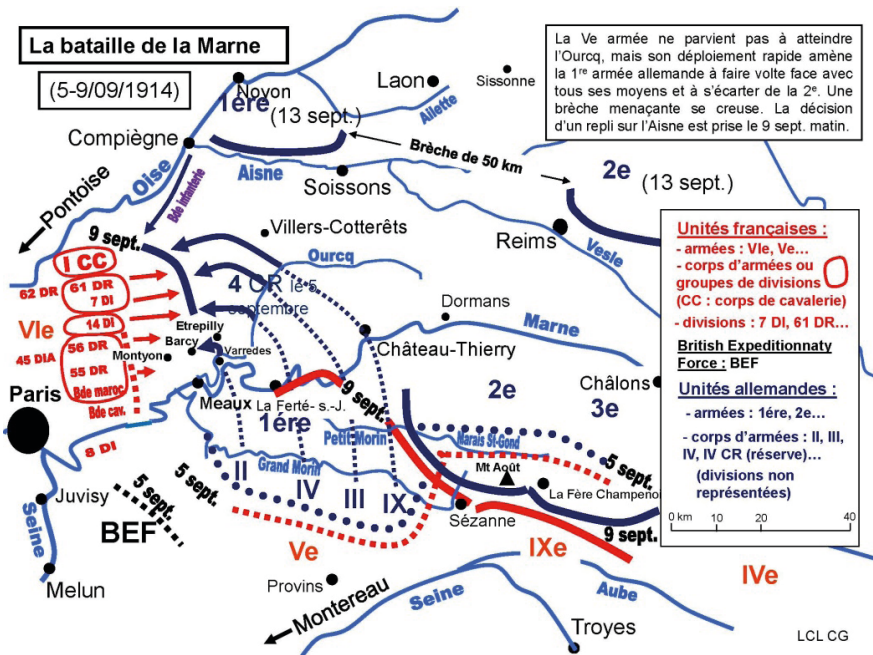 La bataille de la Marne
(5-9/09/1914)
La Ve armée ne parvient pas à atteindre
l’Ourcq, mais son déploiement rapide amène
la 1re armée allemande à faire volte face avec
tous ses moyens et à s’écarter de la 2e. Une
brèche menaçante se creuse. La décision
d’un repli sur l’Aisne est prise le 9 sept. matin.
Noyon
Laon
Sissonne
1ère
(13 sept.)
Ailette
Compiègne
Brèche de 50 km
2e (13 sept.)
Oise
Aisne
Soissons
Pontoise
Bde infanterie
Villers-Cotterêts
Reims
Vesle
9 sept.
Ourcq
I CC
62 DR
61 DR
7 DI
4 CR le 5
septembre
Dormans
VIe
14 DI
Etrepilly
Marne
45 DIA
56 DR
Barcy
Montyon
Varredes
Château-Thierry
55 DR
Bde maroc
Bde cav.
Paris
Meaux
La Ferté- s.-J.
9 sept.
2e
3e
Châlons
1ère
Petit Morin
Marais St-Gond
8 DI
Grand Morin
Mt Août
5 sept.
II
IV
III
IX
La Fère Champenoi
5 sept.
5 sept.
Juvisy
BEF
Sézanne
9 sept.
Seine
Ve
IXe
IVe
Melun
Provins
Montereau
Seine
Aube
Troyes
Unités françaises :
- armées : VIe, Ve…
- corps d’armées ou
groupes de divisions
(CC : corps de cavalerie)
- divisions : 7 DI, 61 DR…
British Expeditionnaty
Force : BEF
Unités allemandes :
- armées : 1ére, 2e…
- corps d’armées : II, III,
IV, IV CR (réserve)…
(divisions non
représentées)
0 km 10 20 40
LCL CG